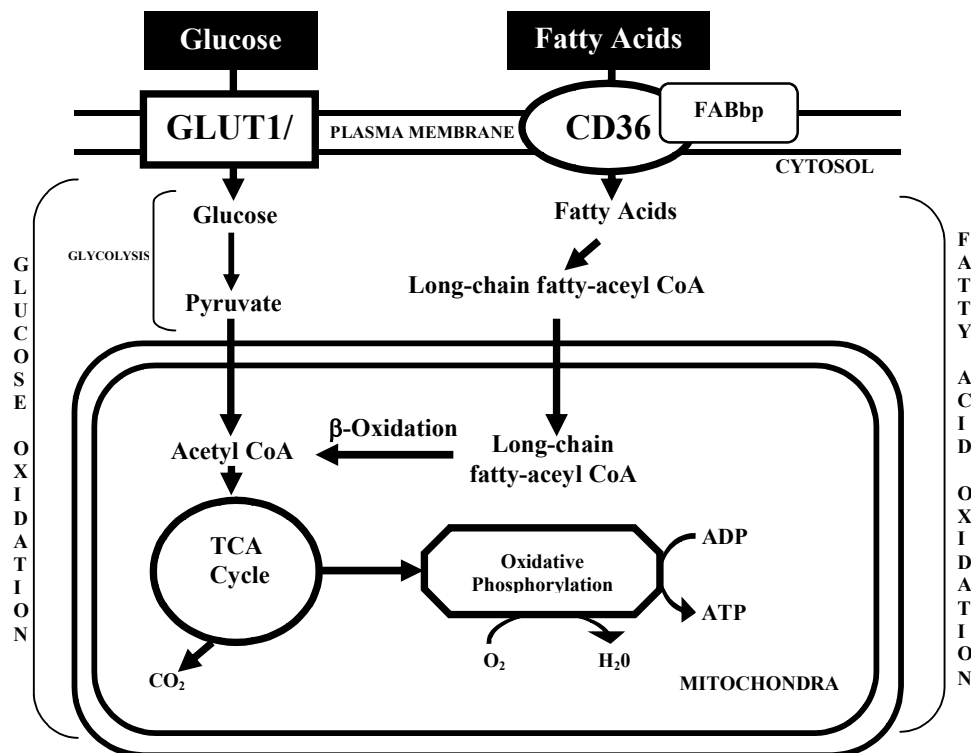 Glucose
Fatty Acids
GLUT1/
PLASMA MEMBRANE
CD36
FABbp
CYTOSOL
Glucose
Fatty Acids
GLYCOLYSIS
Long-chain fatty-aceyl CoA
Pyruvate
GLUCOSE OXIDATION
FATTY ACID OXIDATION
β-Oxidation
Acetyl CoA
Long-chain
fatty-aceyl CoA
TCA
Cycle
Oxidative
Phosphorylation
ADP
ATP
O₂
H₂0
CO₂
MITOCHONDRA